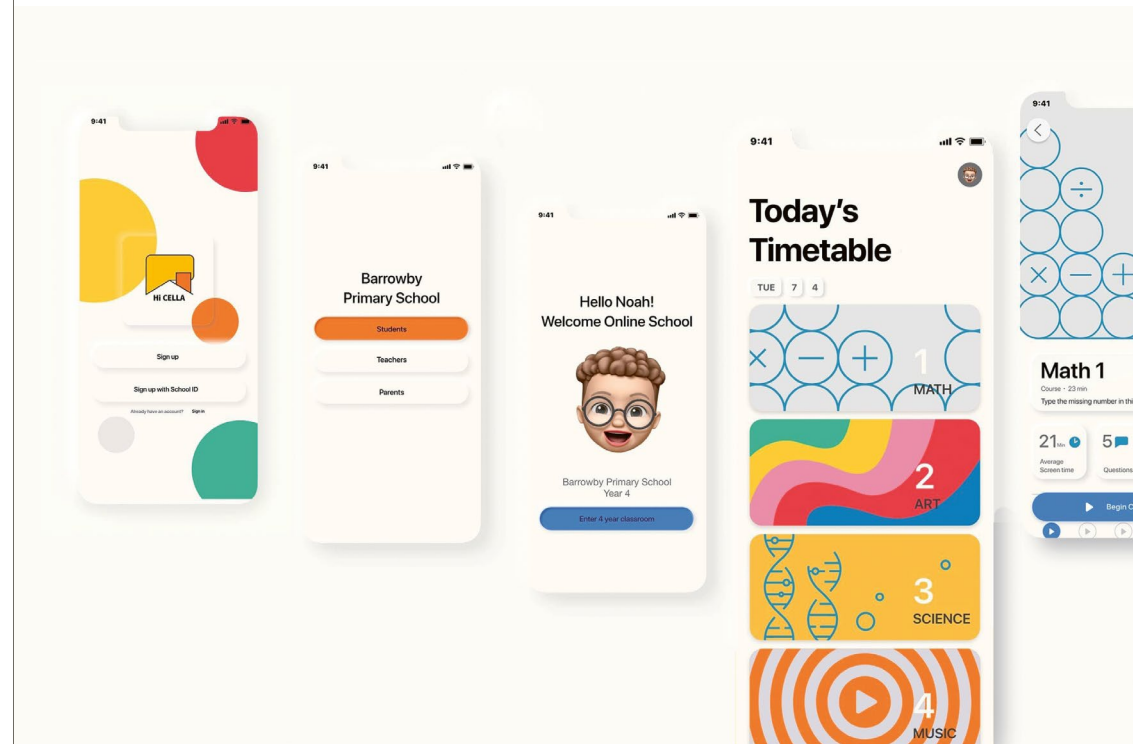 9:41
Hi CELLA
Sign up
Sign up with School ID
Already have an account? Sign in
9:41
Barrowby
Primary School
Students
Teachers
Parents
9:41
Hello Noah!
Welcome Online School
Barrowby Primary School
Year 4
Enter 4 year classroom
9:41
Today's
Timetable
TUE 7 4
1
MATH
2
ART
3
SCIENCE
4
MUSIC
9:41
Math 1
Course · 23 min
Type the missing number in thi
21 Min 5
Average
Screen time
Questions
Begin C